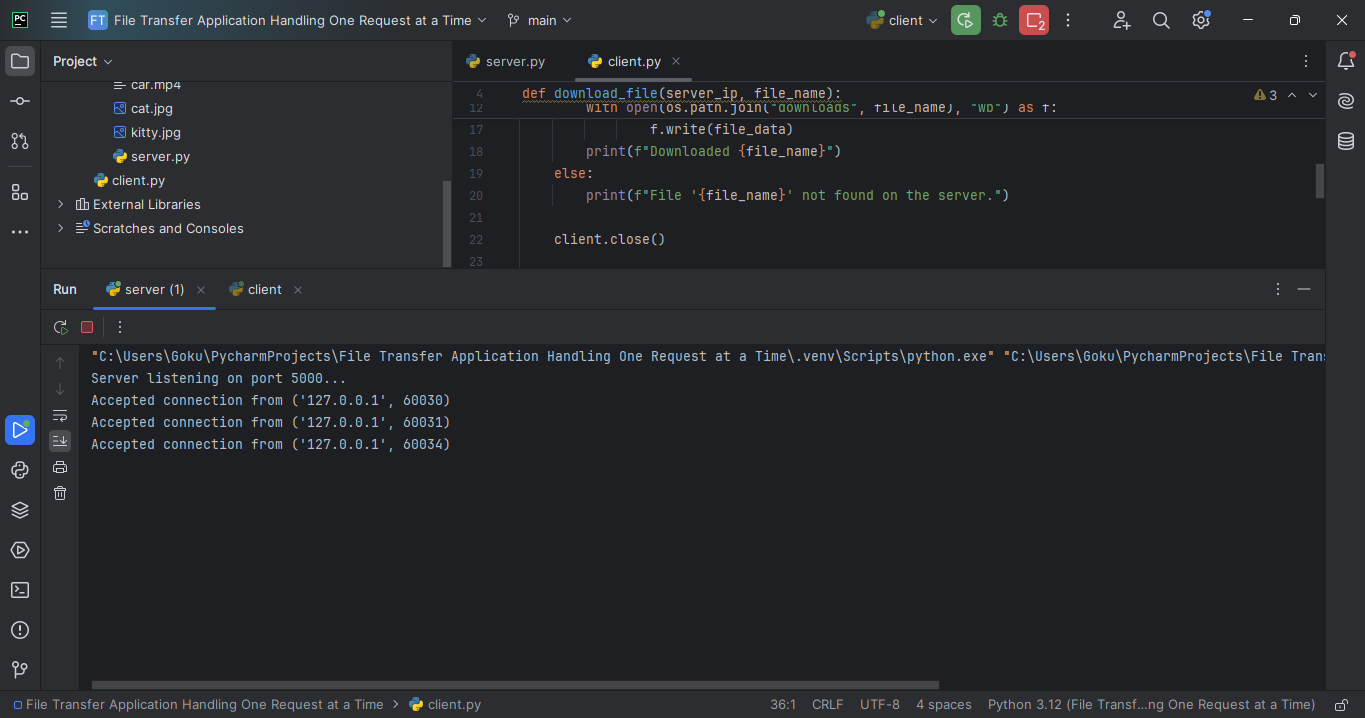 PC
FT File Transfer Application Handling One Request at a Time
main
client
2
Project
car.mp4
cat.jpg
kitty.jpg
server.py
client.py
External Libraries
Scratches and Consoles
server.py
client.py
3
4 def download_file(server_ip, file_name):
12 with open(os.path.join("downloads", file_name), "wb") as f:
17 f.write(file_data)
18 print(f"Downloaded {file_name}")
19 else:
20 print(f"File '{file_name}' not found on the server.")
21
22 client.close()
23
Run
server (1)
client
"C:\Users\Goku\PycharmProjects\File Transfer Application Handling One Request at a Time\.venv\Scripts\python.exe" "C:\Users\Goku\PycharmProjects\File Trans
Server listening on port 5000...
Accepted connection from ('127.0.0.1', 60030)
Accepted connection from ('127.0.0.1', 60031)
Accepted connection from ('127.0.0.1', 60034)
File Transfer Application Handling One Request at a Time
client.py
36:1
CRLF
UTF-8
4 spaces
Python 3.12 (File Transf...ng One Request at a Time)